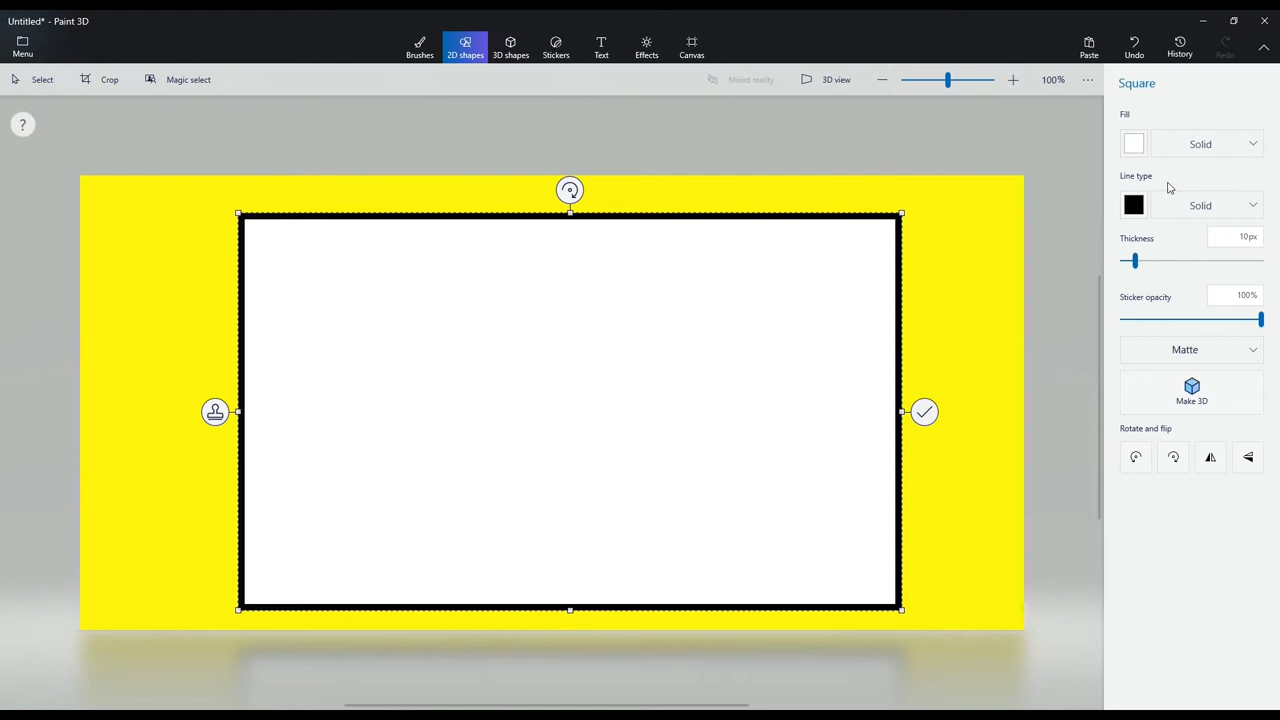 Untitled* - Paint 3D
Menu
Brushes
2D shapes
3D shapes
Stickers
Text
Effects
Canvas
Paste
Undo
History
Redo
Select
Crop
Magic select
Mixed reality
3D view
100%
?
Square
Fill
Solid
Line type
Solid
Thickness
10px
Sticker opacity
100%
Matte
Make 3D
Rotate and flip